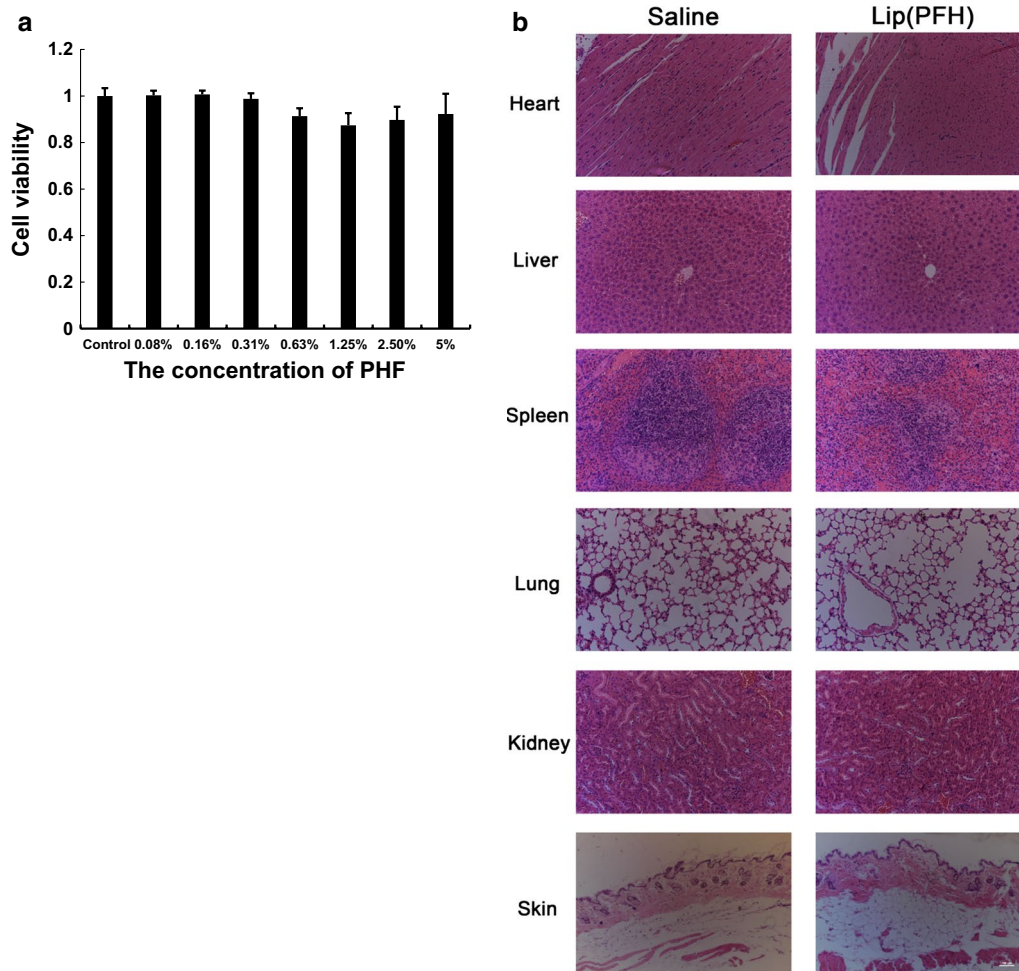 a
1.2
1
0.8
0.6
0.4
0.2
0
Cell viability
Control 0.08% 0.16% 0.31% 0.63% 1.25% 2.50% 5%
The concentration of PHF
b
Saline Lip(PFH)
Heart
Liver
Spleen
Lung
Kidney
Skin